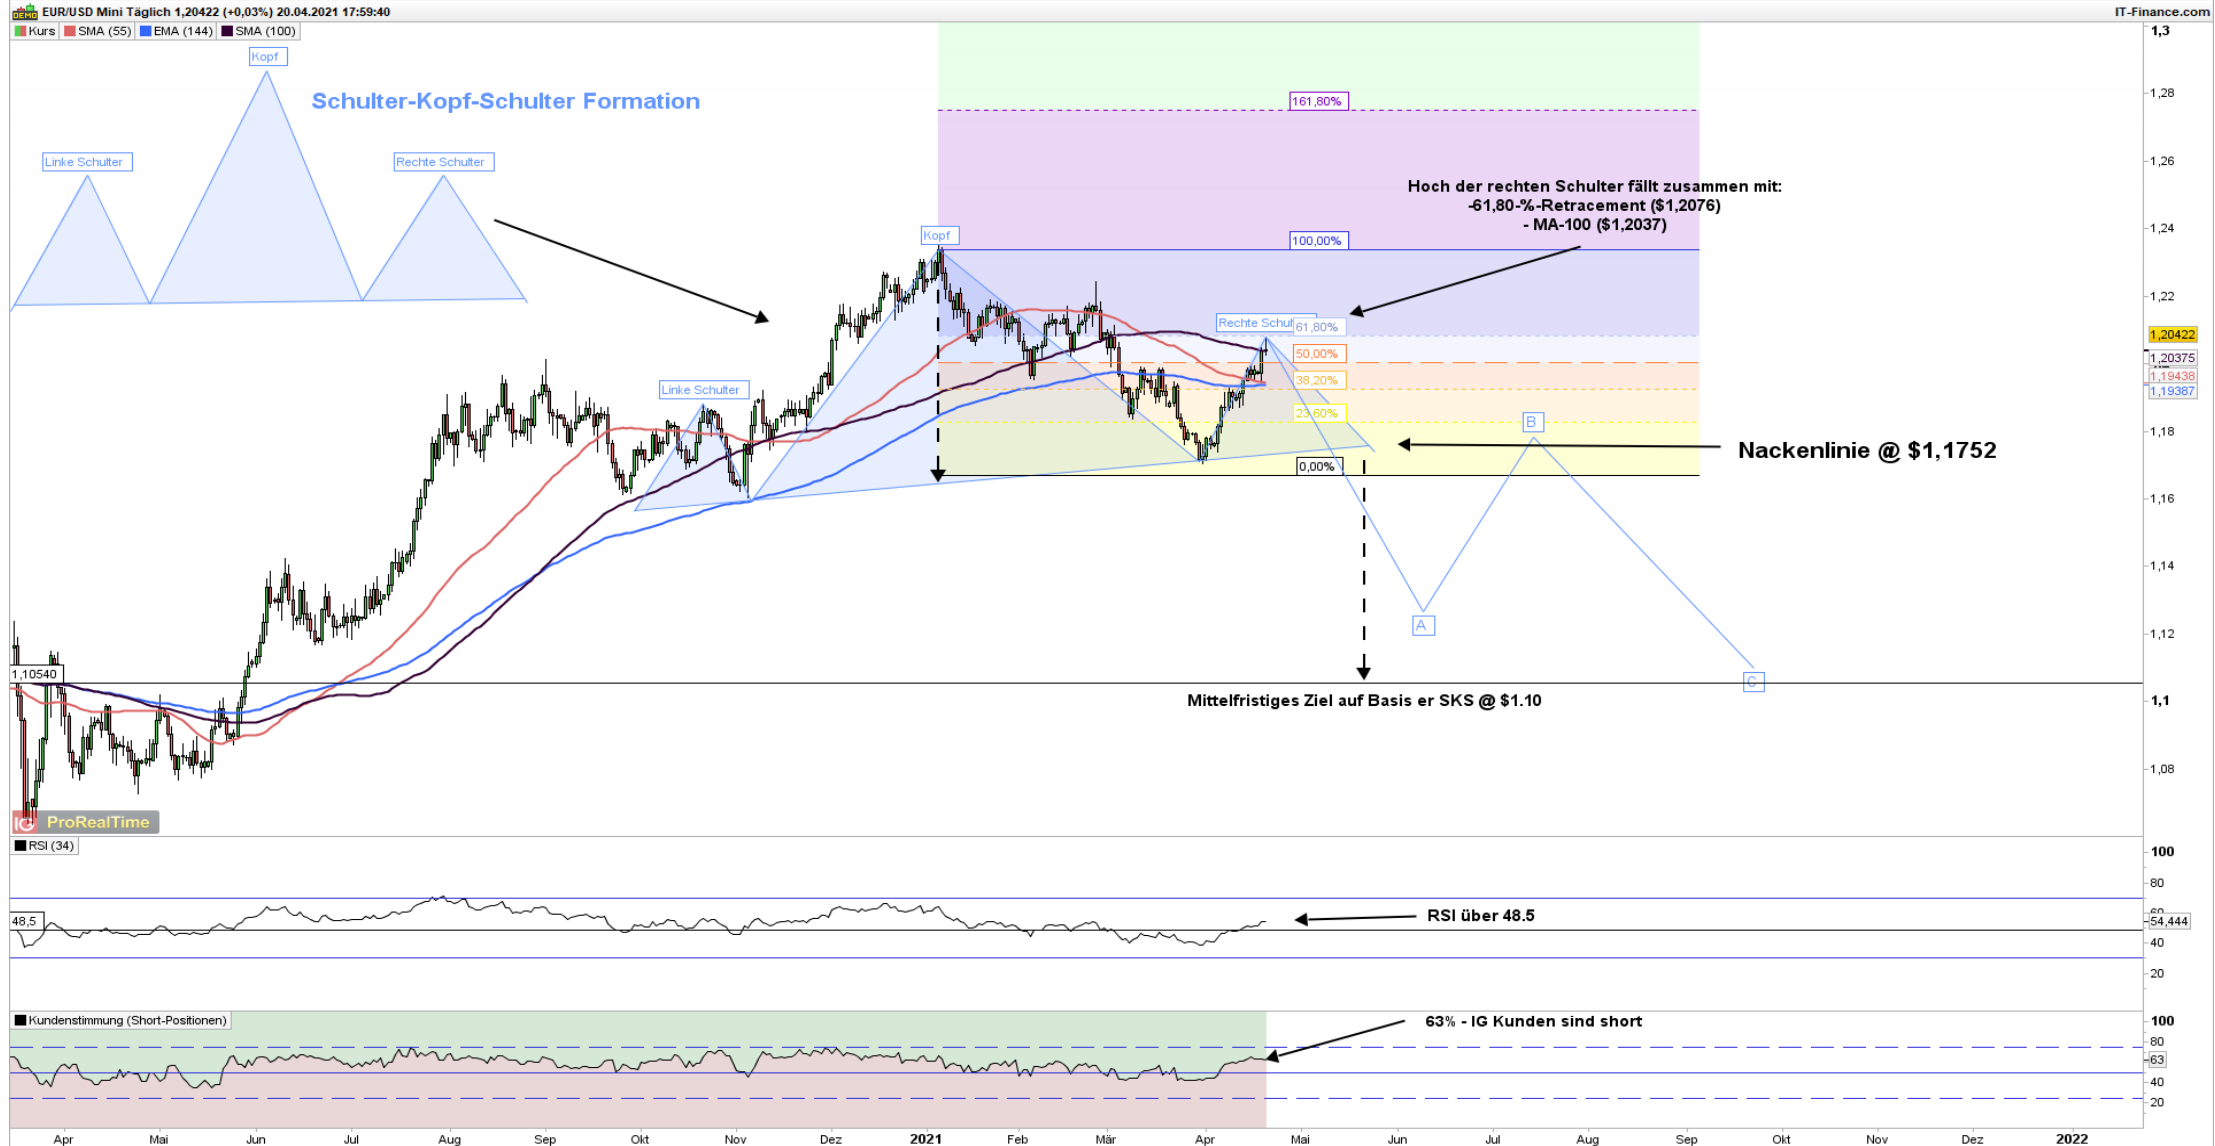 EUR/USD Mini Täglich 1,20422 (+0,03%) 20.04.2021 17:59:40
IT-Finance.com
DEMO
Kurs SMA (55) EMA (144) SMA (100)
Kopf
Schulter-Kopf-Schulter Formation
Linke Schulter
Rechte Schulter
161,80%
Hoch der rechten Schulter fällt zusammen mit:
-61,80-%-Retracement ($1,2076)
- MA-100 ($1,2037)
Kopf
100,00%
Rechte
61,80%
50,00%
Linke Schulter
38,20%
23,60%
0,00%
Nackenlinie @ $1,1752
B
A
C
1,10540
Mittelfristiges Ziel auf Basis er SKS @ $1.10
1,3
1,28
1,26
1,24
1,22
1,20422
1,20375
1,19438
1,19387
1,18
1,16
1,14
1,12
1,1
1,08
IG ProRealTime
RSI (34)
48,5
RSI über 48.5
100
80
60
54,444
40
20
Kundenstimmung (Short-Positionen)
63% - IG Kunden sind short
100
80
63
40
20
Apr Mai Jun Jul Aug Sep Okt Nov Dez 2021 Feb Mär Apr Mai Jun Jul Aug Sep Okt Nov Dez 2022